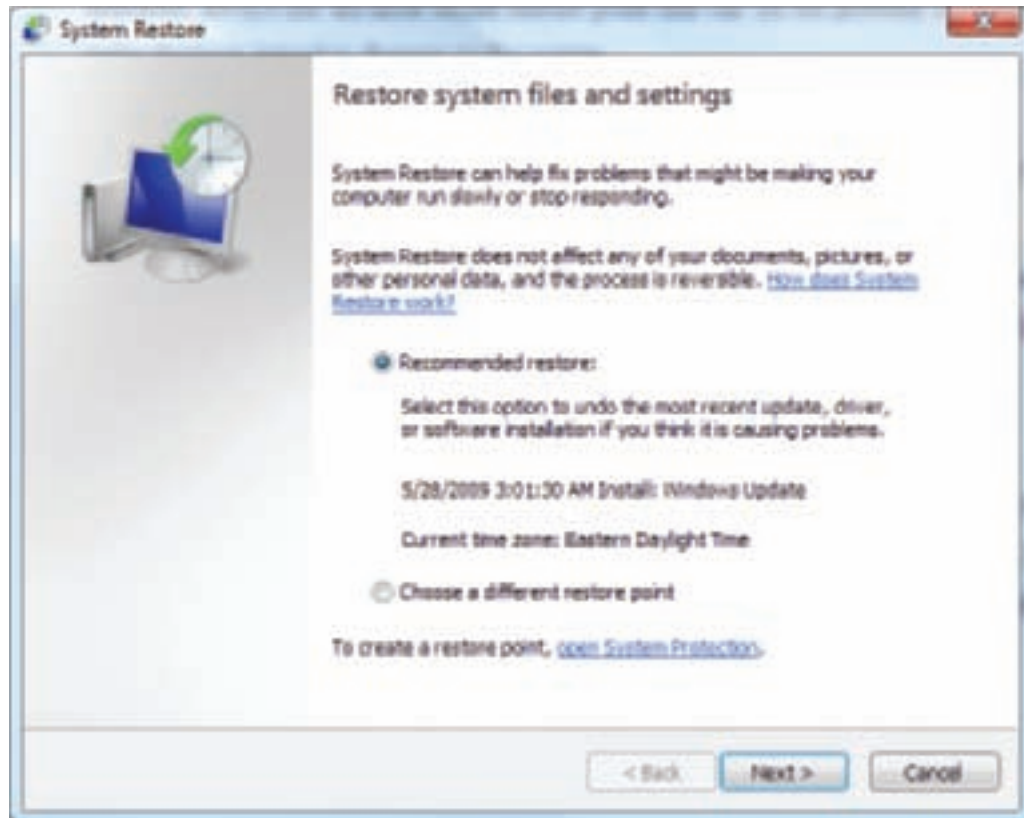 System Restore
Restore system files and settings
System Restore can help fix problems that might be making your
computer run slowly or stop responding.
System Restore does not affect any of your documents, pictures, or
other personal data, and the process is reversible. How does System
Restore work?
Recommended restore:
Select this option to undo the most recent update, driver,
or software installation if you think it is causing problems.
5/28/2009 3:01:30 AM Install: Windows Update
Current time zone: Eastern Daylight Time
Choose a different restore point
To create a restore point, open System Protection.
< Back
Next >
Cancel